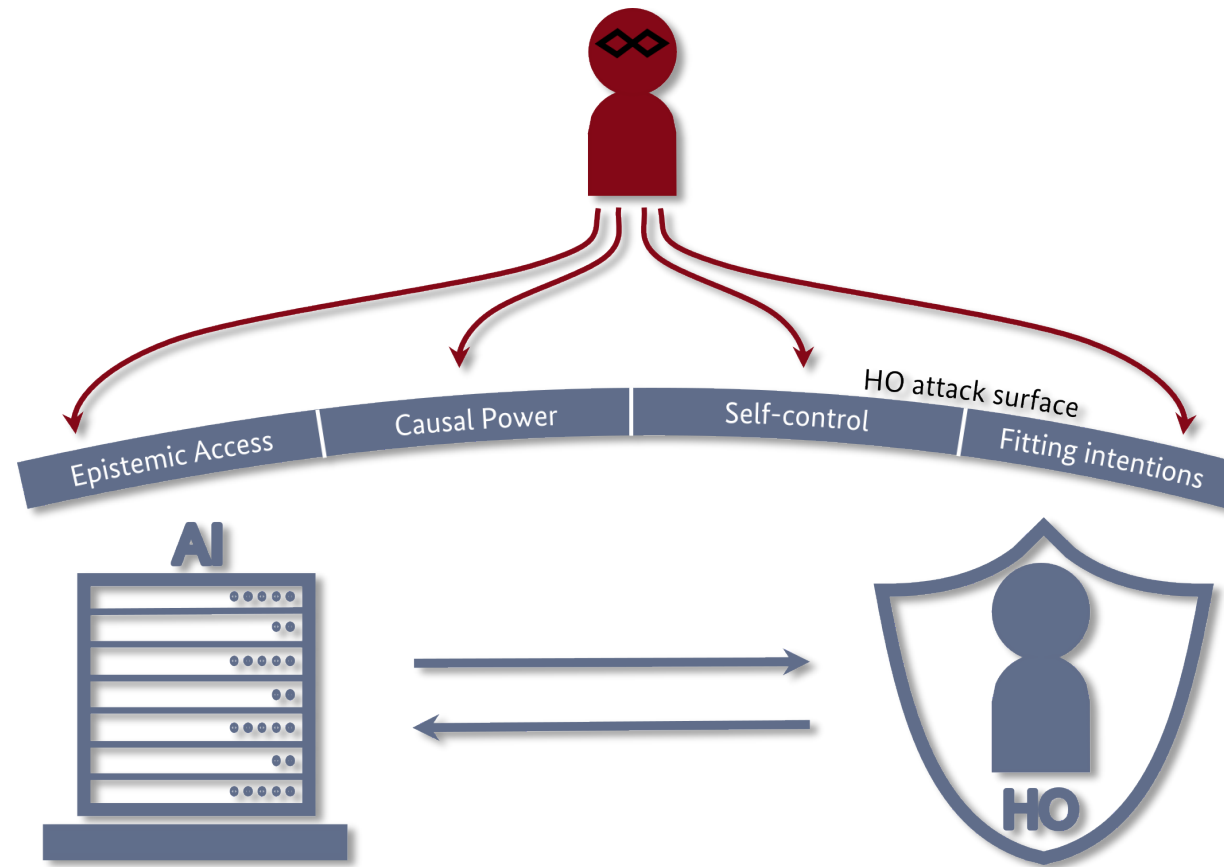 HO attack surface
Epistemic Access
Causal Power
Self-control
Fitting intentions
AI
HO